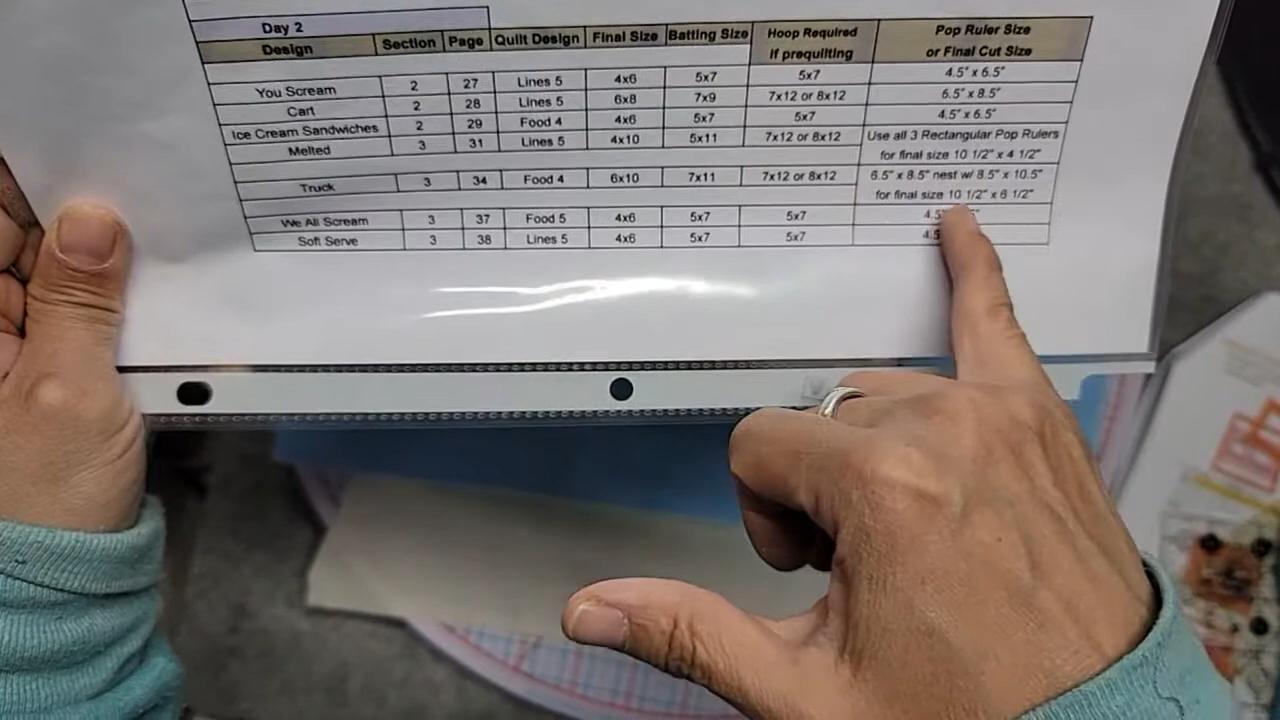 Day 2
Design Section Page Quilt Design Final Size Batting Size Hoop Required If prequilting Pop Ruler Size or Final Cut Size
You Scream 2 27 Lines 5 4x6 5x7 5x7 4.5" x 6.5"
Cart 2 28 Lines 5 6x8 7x9 7x12 or 8x12 6.5" x 8.5"
Ice Cream Sandwiches 2 29 Food 4 4x6 5x7 5x7 4.5" x 6.5"
Melted 3 31 Lines 5 4x10 5x11 7x12 or 8x12 Use all 3 Rectangular Pop Rulers
for final size 10 1/2" x 4 1/2"
Truck 3 34 Food 4 6x10 7x11 7x12 or 8x12 6.5" x 8.5" nest w/ 8.5" x 10.5"
for final size 10 1/2" x 6 1/2"
We All Scream 3 37 Food 5 4x6 5x7 5x7 4.5"
Soft Serve 3 38 Lines 5 4x6 5x7 5x7 4.5